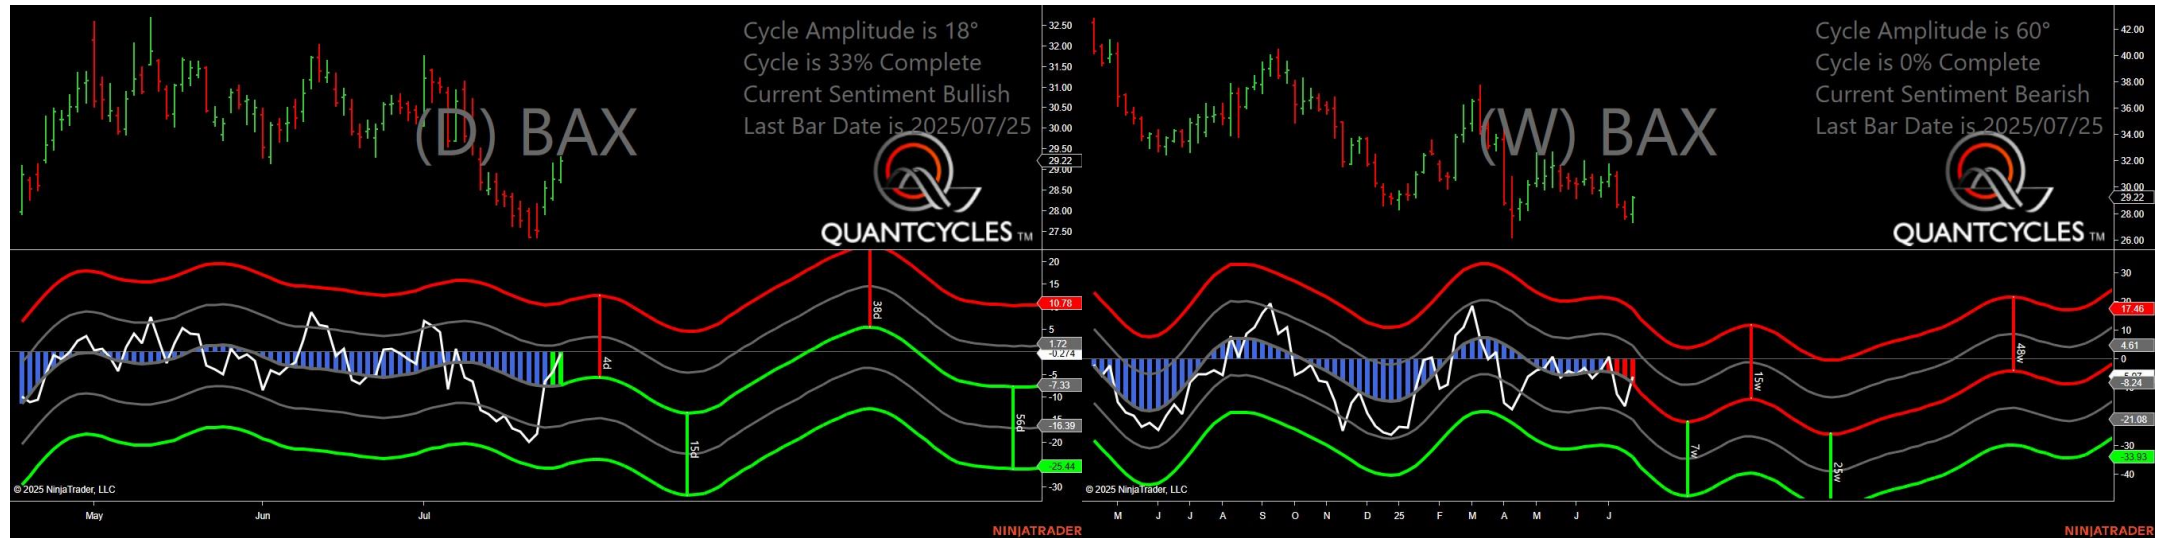 Cycle Amplitude is 18°
Cycle is 33% Complete
Current Sentiment Bullish
Last Bar Date is 2025/07/25
(D) BAX
QUANTCYCLES TM
32.50
32.00
31.50
31.00
30.50
30.00
29.50
29.22
29.00
28.50
28.00
27.50
20
15
10.78
5
1.72
-0.274
-5
-7.33
-10
-15
-16.39
-20
-25.44
-30
4d
15d
38d
56d
© 2025 NinjaTrader, LLC
May
Jun
Jul
NINJATRADER
Cycle Amplitude is 60°
Cycle is 0% Complete
Current Sentiment Bearish
Last Bar Date is 2025/07/25
(W) BAX
QUANTCYCLES TM
42.00
40.00
38.00
36.00
34.00
32.00
30.00
29.22
28.00
26.00
30
20
17.46
10
4.61
0
-8.24
-21.08
-30
-33.93
-40
7w
15w
25w
48w
© 2025 NinjaTrader, LLC
M
J
J
A
S
O
N
D
25
F
M
A
M
J
J
NINJATRADER